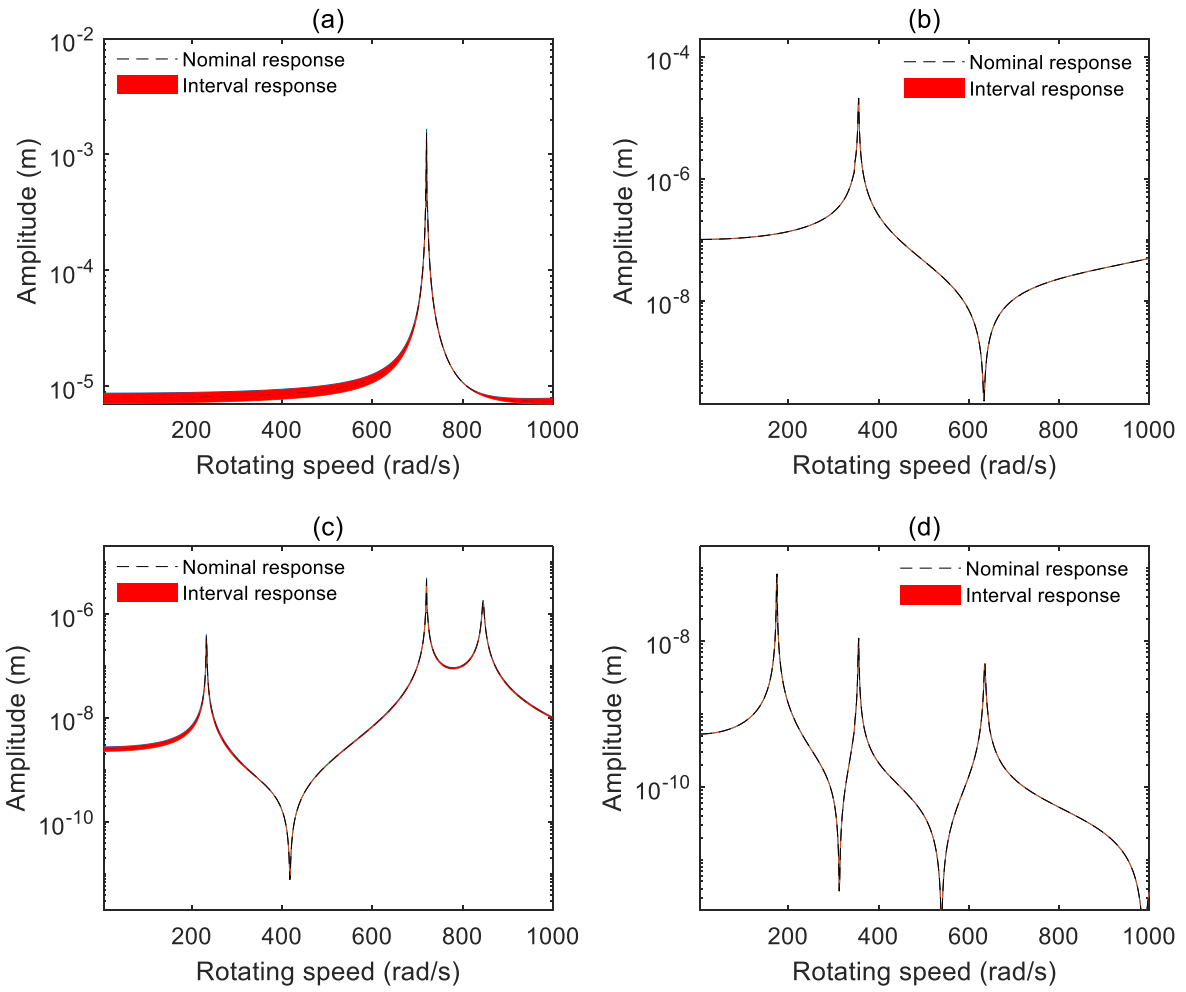 (a)
Nominal response
Interval response
10^-2
10^-3
10^-4
10^-5
Amplitude (m)
200 400 600 800 1000
Rotating speed (rad/s)
(b)
Nominal response
Interval response
10^-4
10^-6
10^-8
Amplitude (m)
200 400 600 800 1000
Rotating speed (rad/s)
(c)
Nominal response
Interval response
10^-6
10^-8
10^-10
Amplitude (m)
200 400 600 800 1000
Rotating speed (rad/s)
(d)
Nominal response
Interval response
10^-8
10^-10
Amplitude (m)
200 400 600 800 1000
Rotating speed (rad/s)